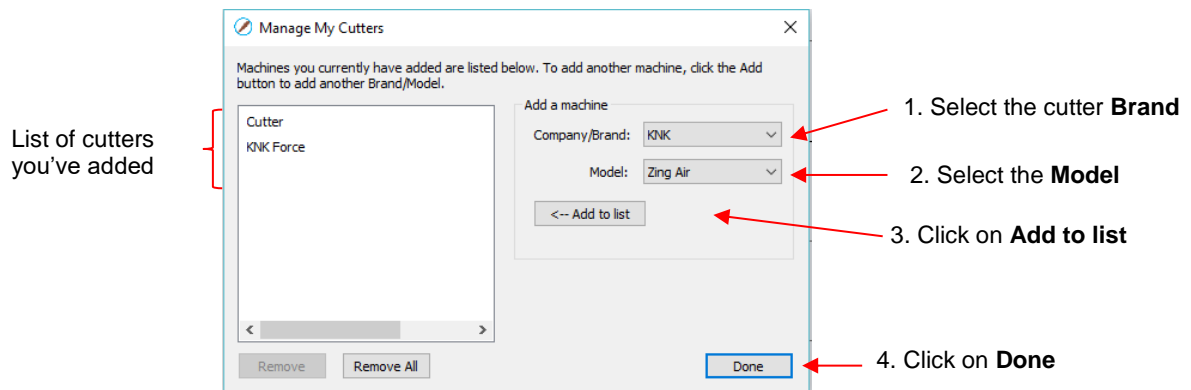 Manage My Cutters
Machines you currently have added are listed below. To add another machine, click the Add
button to add another Brand/Model.
List of cutters
you've added
Cutter
KNK Force
Add a machine
Company/Brand: KNK
Model: Zing Air
<-- Add to list
1. Select the cutter Brand
2. Select the Model
3. Click on Add to list
Remove
Remove All
Done
4. Click on Done